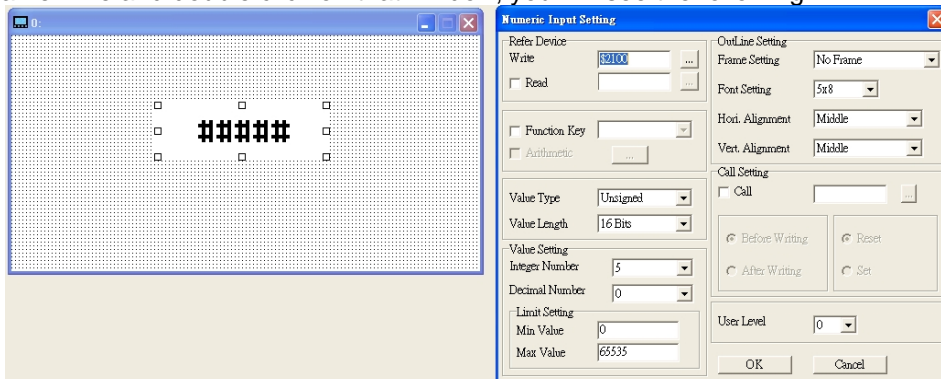 0:
#####
Numeric Input Setting
Refer Device
Write $2100 ...
Read ...
Function Key
Arithmetic ...
Value Type Unsigned
Value Length 16 Bits
Value Setting
Integer Number 5
Decimal Number 0
Limit Setting
Min Value 0
Max Value 65535
OutLine Setting
Frame Setting No Frame
Font Setting 5x8
Hori. Alignment Middle
Vert. Alignment Middle
Call Setting
Call ...
Before Writing Reset
After Writing Set
User Level 0
OK Cancel